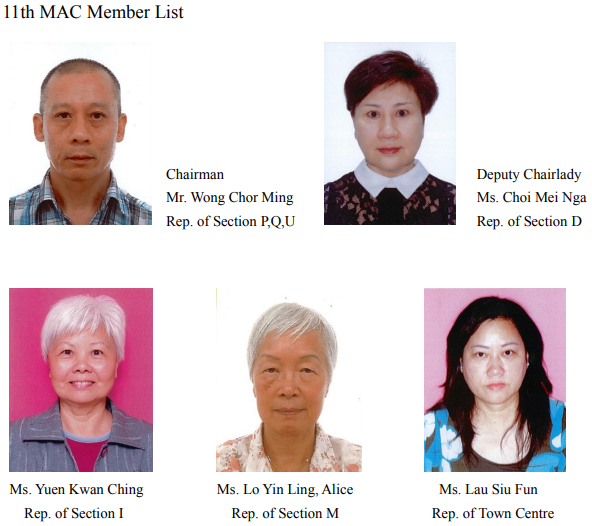 11th MAC Member List
Chairman
Mr. Wong Chor Ming
Rep. of Section P,Q,U
Deputy Chairlady
Ms. Choi Mei Nga
Rep. of Section D
Ms. Yuen Kwan Ching
Rep. of Section I
Ms. Lo Yin Ling, Alice
Rep. of Section M
Ms. Lau Siu Fun
Rep. of Town Centre